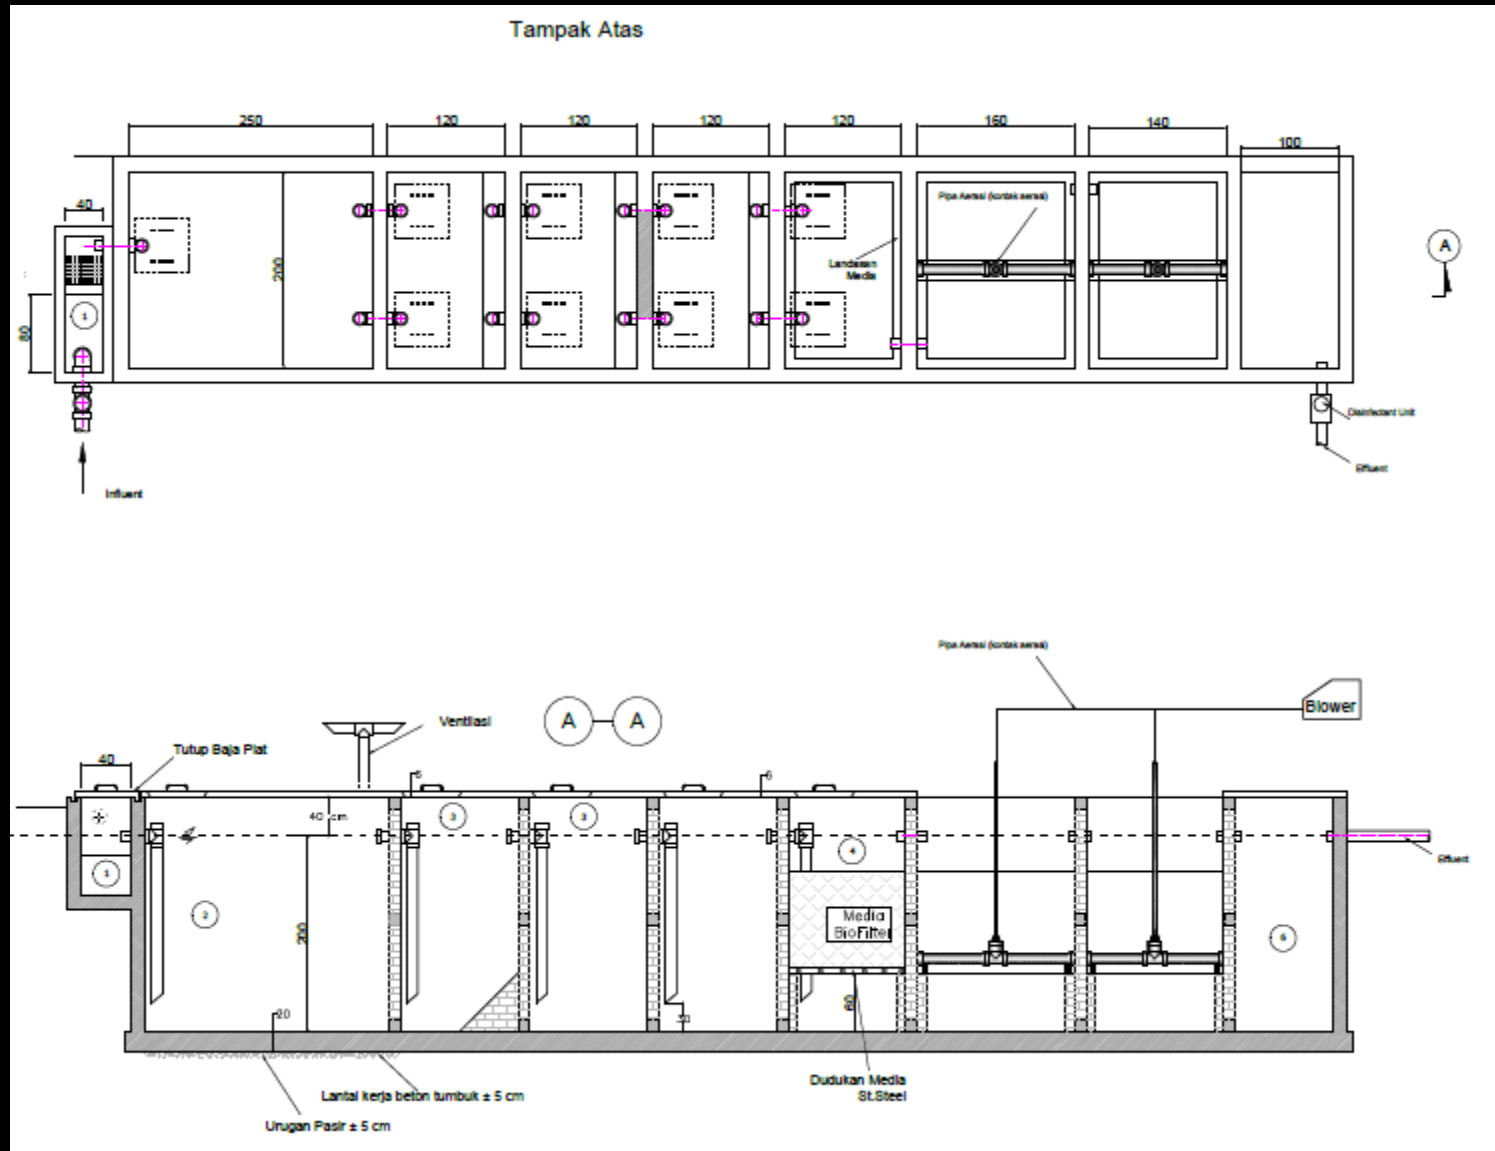 Tampak Atas
250
120
120
120
120
160
140
100
40
Pipa Aerasi (kontak aerasi)
A
200
Landasan
Media
1
80
Disinfectant Unit
Effluent
Influent
Pipa Aerasi (kontak aerasi)
Blower
Ventilasi
A
A
Tutup Baja Plat
40
6
6
40 cm
3
3
4
1
Effluent
2
Media
BioFilter
200
6
60
20
Dudukan Media
St.Steel
Lantai kerja beton tumbuk ± 5 cm
Urugan Pasir ± 5 cm